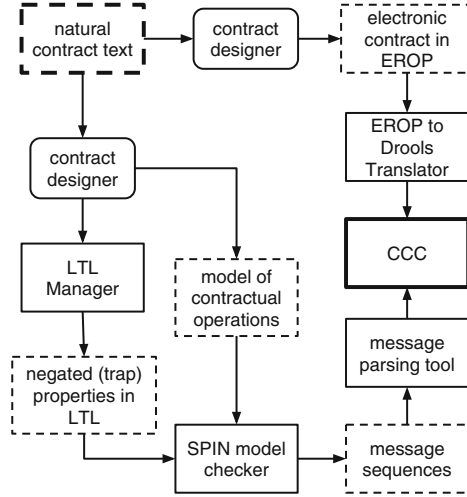 natural
contract text
contract
designer
electronic
contract in
EROP
EROP to
Drools
Translator
contract
designer
CCC
LTL
Manager
model of
contractual
operations
message
parsing tool
negated (trap)
properties in
LTL
SPIN model
checker
message
sequences